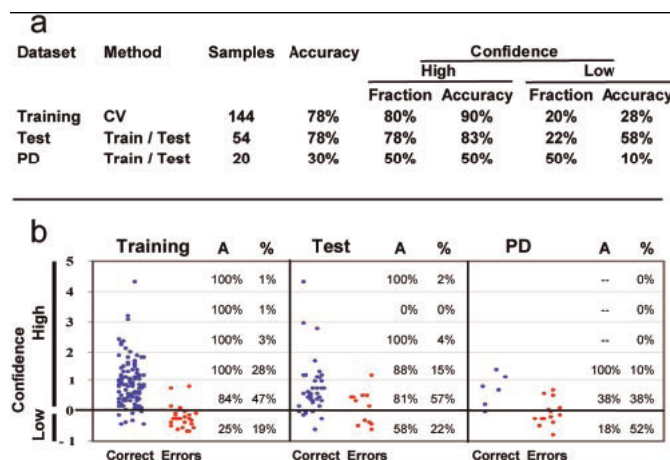 a
Dataset Method Samples Accuracy Confidence
High Low
Fraction Accuracy Fraction Accuracy
Training CV 144 78% 80% 90% 20% 28%
Test Train / Test 54 78% 78% 83% 22% 58%
PD Train / Test 20 30% 50% 50% 50% 10%
b
Training A % Test A % PD A %
5
100% 1% 100% 2% -- 0%
4
100% 1% 0% 0% -- 0%
3
100% 3% 100% 4% -- 0%
2
100% 28% 88% 15% 100% 10%
1
84% 47% 81% 57% 38% 38%
0
25% 19% 58% 22% 18% 52%
-1
Confidence
High
Low
Correct Errors Correct Errors Correct Errors